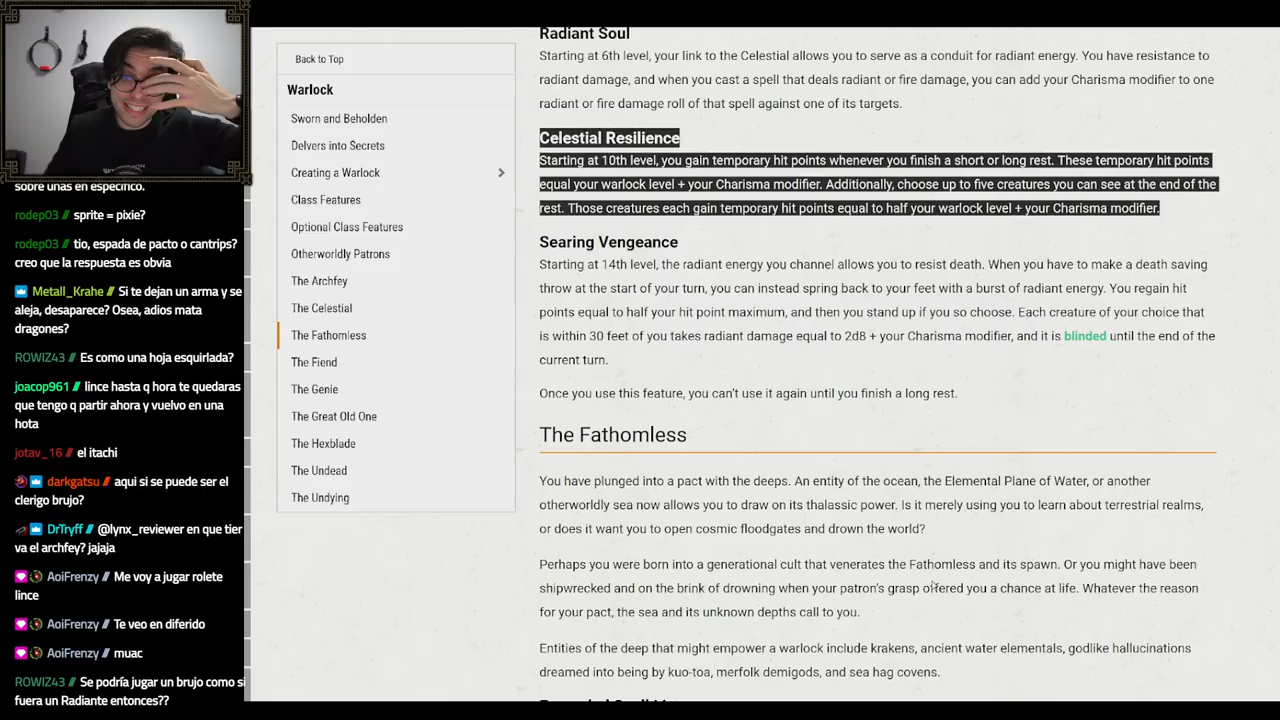 sobre unas en especifico.
rodep03 // sprite = pixie?
rodep03 // tio, espada de pacto o cantrips?
creo que la respuesta es obvia
Metall_Krahe // Si te dejan un arma y se
aleja, desaparece? Osea, adios mata
dragones?
ROWIZ43 // Es como una hoja esquirlada?
joacop961 // lince hasta q hora te quedaras
que tengo q partir ahora y vuelvo en una
hota
jotav_16 // el itachi
darkgatsu // aqui si se puede ser el
clerigo brujo?
DrTryff // @lynx_reviewer en que tier
va el archfey? jajaja
AoiFrenzy // Me voy a jugar rolete
lince
AoiFrenzy // Te veo en diferido
AoiFrenzy // muac
ROWIZ43 // Se podría jugar un brujo como si
fuera un Radiante entonces??
Back to Top
Warlock
Sworn and Beholden
Delvers into Secrets
Creating a Warlock
Class Features
Optional Class Features
Otherworldly Patrons
The Archfey
The Celestial
The Fathomless
The Fiend
The Genie
The Great Old One
The Hexblade
The Undead
The Undying
Radiant Soul
Starting at 6th level, your link to the Celestial allows you to serve as a conduit for radiant energy. You have resistance to
radiant damage, and when you cast a spell that deals radiant or fire damage, you can add your Charisma modifier to one
radiant or fire damage roll of that spell against one of its targets.
Celestial Resilience
Starting at 10th level, you gain temporary hit points whenever you finish a short or long rest. These temporary hit points
equal your warlock level + your Charisma modifier. Additionally, choose up to five creatures you can see at the end of the
rest. Those creatures each gain temporary hit points equal to half your warlock level + your Charisma modifier.
Searing Vengeance
Starting at 14th level, the radiant energy you channel allows you to resist death. When you have to make a death saving
throw at the start of your turn, you can instead spring back to your feet with a burst of radiant energy. You regain hit
points equal to half your hit point maximum, and then you stand up if you so choose. Each creature of your choice that
is within 30 feet of you takes radiant damage equal to 2d8 + your Charisma modifier, and it is blinded until the end of the
current turn.
Once you use this feature, you can't use it again until you finish a long rest.
The Fathomless
You have plunged into a pact with the deeps. An entity of the ocean, the Elemental Plane of Water, or another
otherworldly sea now allows you to draw on its thalassic power. Is it merely using you to learn about terrestrial realms,
or does it want you to open cosmic floodgates and drown the world?
Perhaps you were born into a generational cult that venerates the Fathomless and its spawn. Or you might have been
shipwrecked and on the brink of drowning when your patron's grasp offered you a chance at life. Whatever the reason
for your pact, the sea and its unknown depths call to you.
Entities of the deep that might empower a warlock include krakens, ancient water elementals, godlike hallucinations
dreamed into being by kuo-toa, merfolk demigods, and sea hag covens.